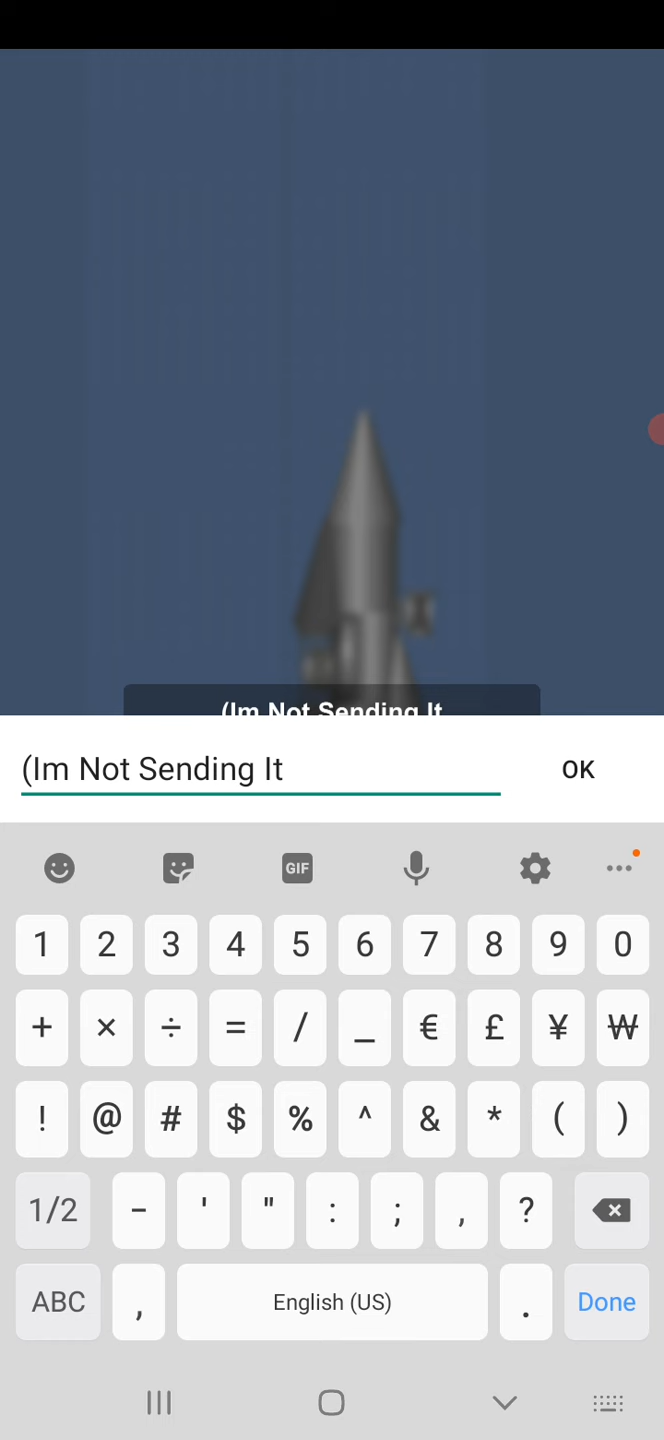 (Im Not Sending It
(Im Not Sending It
OK
GIF
1 2 3 4 5 6 7 8 9 0
+ × ÷ = / _ € £ ¥ ₩
! @ # $ % ^ & * ( )
1/2 - ' " : ; , ?
ABC , English (US) . Done